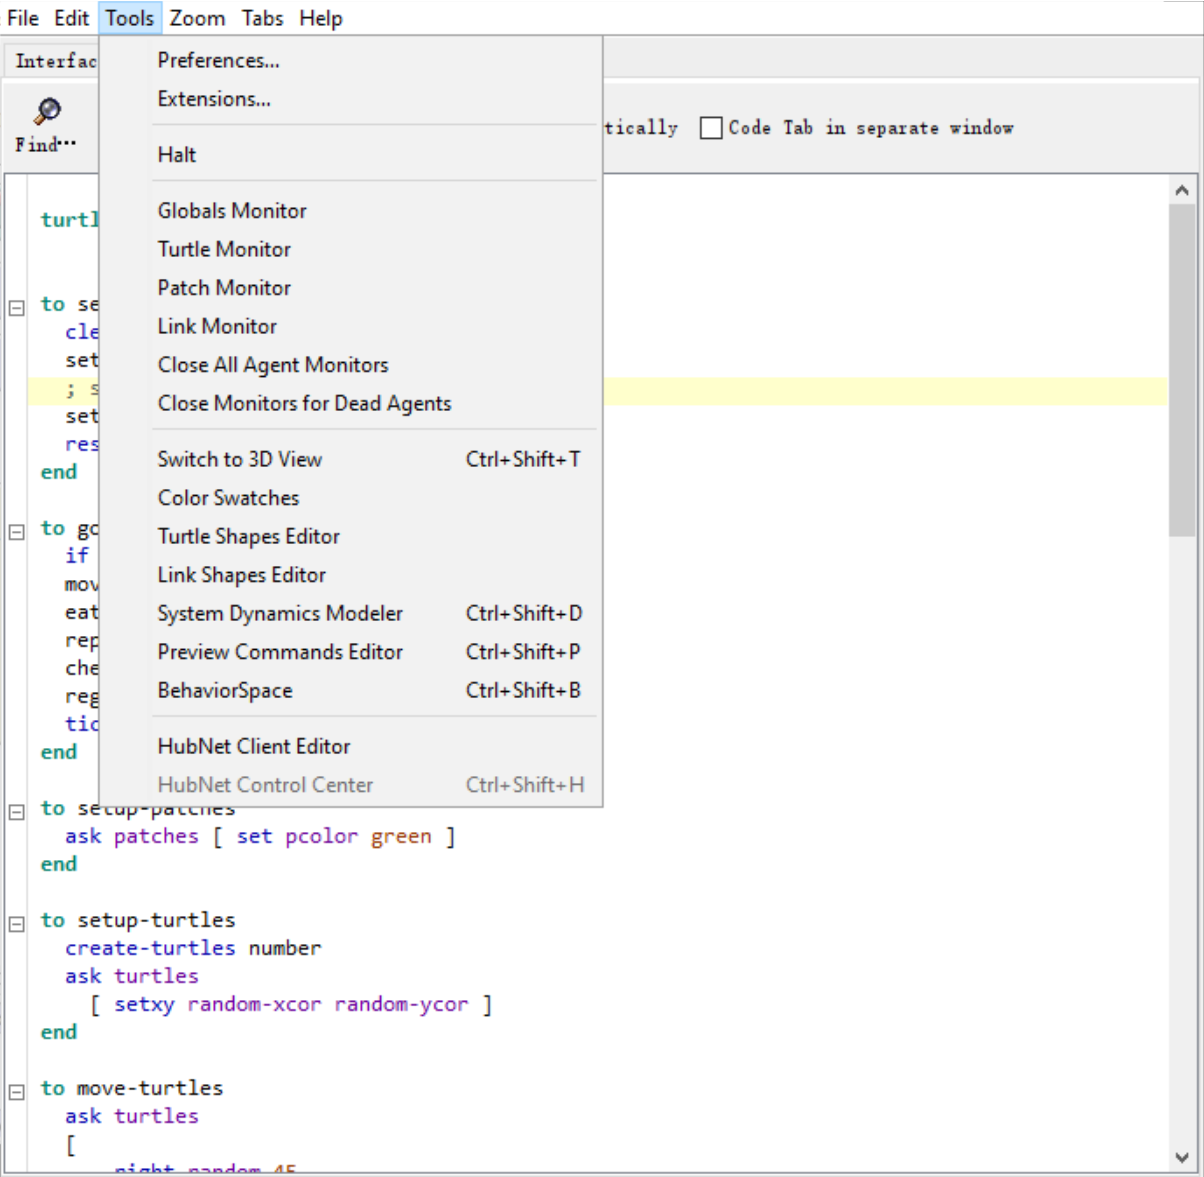 File Edit Tools Zoom Tabs Help
Interfac
Preferences...
Extensions...
Find…
tically Code Tab in separate window
Halt
Globals Monitor
turtl
Turtle Monitor
Patch Monitor
to se
Link Monitor
cle
Close All Agent Monitors
set
; s
Close Monitors for Dead Agents
set
res
Switch to 3D View Ctrl+Shift+T
end
Color Swatches
to go
Turtle Shapes Editor
if
Link Shapes Editor
mov
eat
System Dynamics Modeler Ctrl+Shift+D
rep
Preview Commands Editor Ctrl+Shift+P
che
BehaviorSpace Ctrl+Shift+B
reg
tic
HubNet Client Editor
end
HubNet Control Center Ctrl+Shift+H
to setup-patches
ask patches [ set pcolor green ]
end
to setup-turtles
create-turtles number
ask turtles
[ setxy random-xcor random-ycor ]
end
to move-turtles
ask turtles
[
right random 45